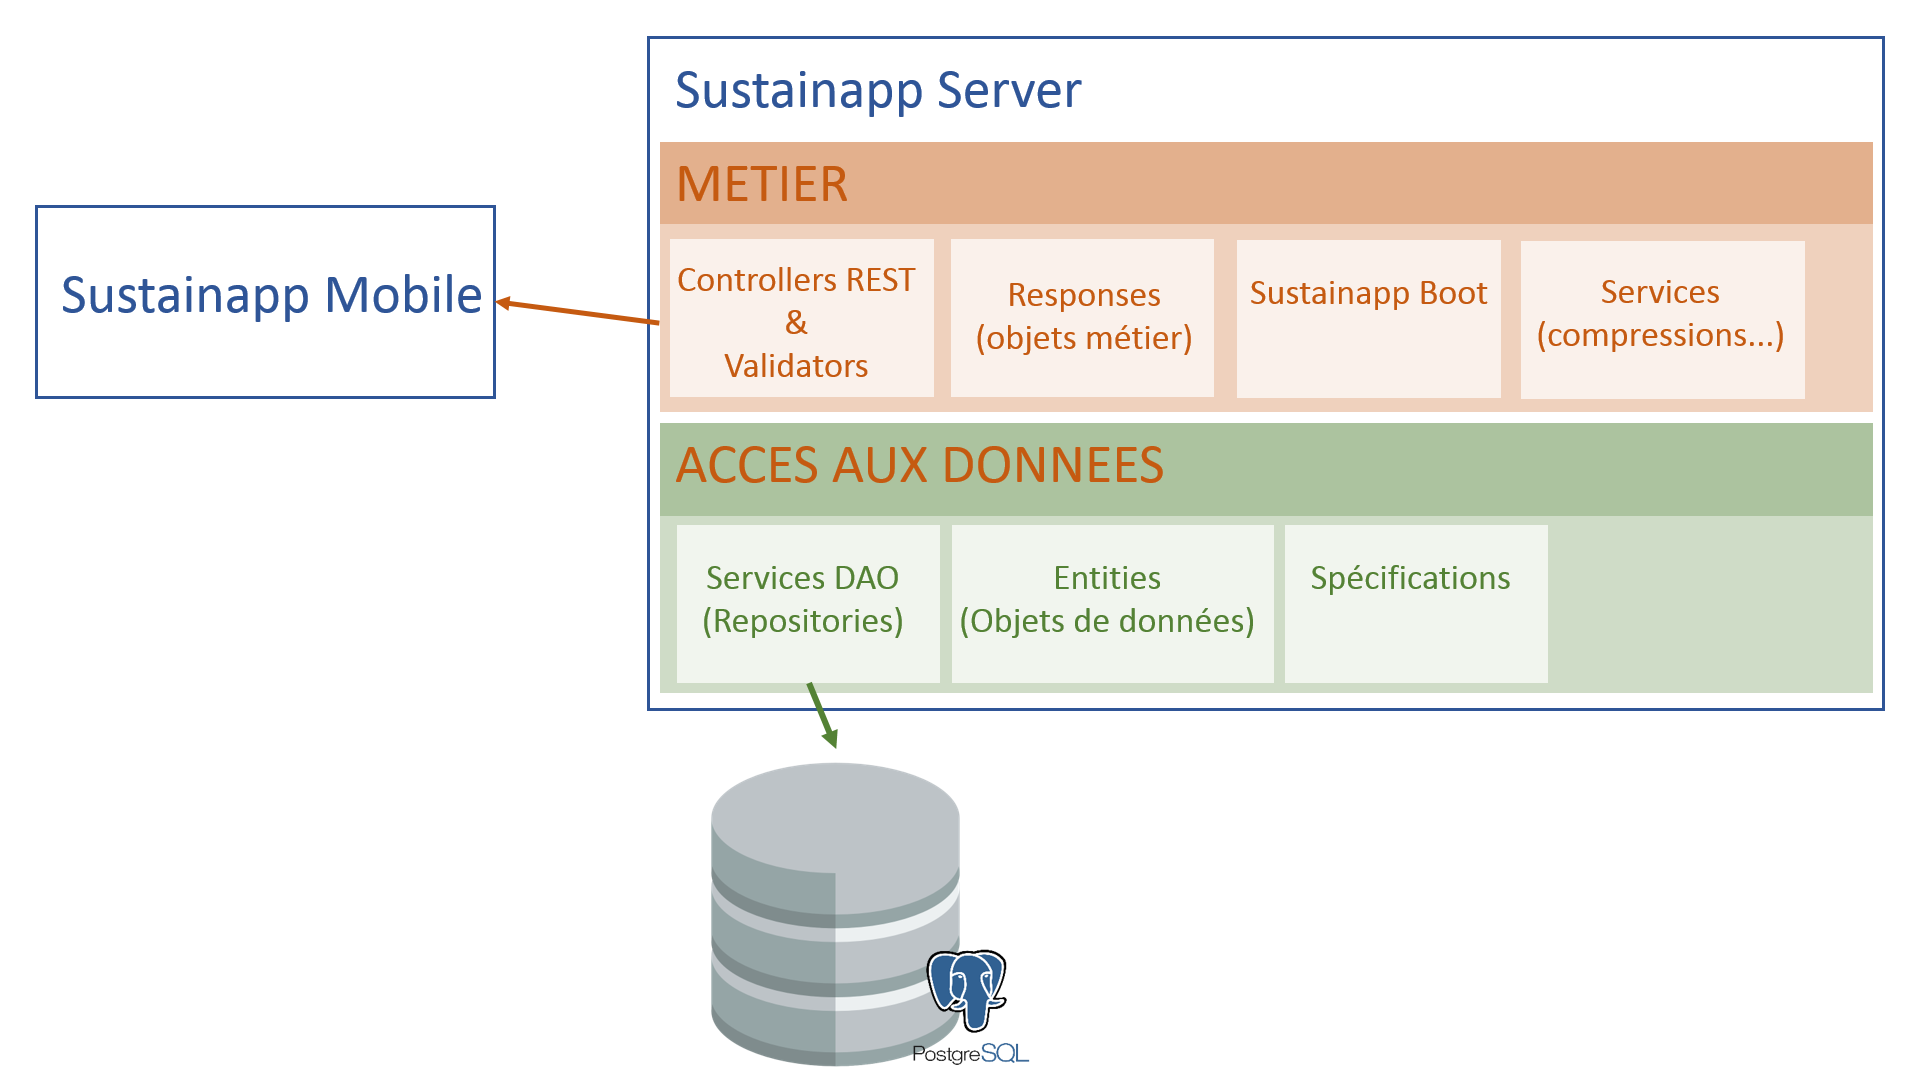 Sustainapp Server
METIER
Sustainapp Mobile
Controllers REST
&
Validators
Responses
(objets métier)
Sustainapp Boot
Services
(compressions...)
ACCES AUX DONNEES
Services DAO
(Repositories)
Entities
(Objets de données)
Spécifications
PostgreSQL